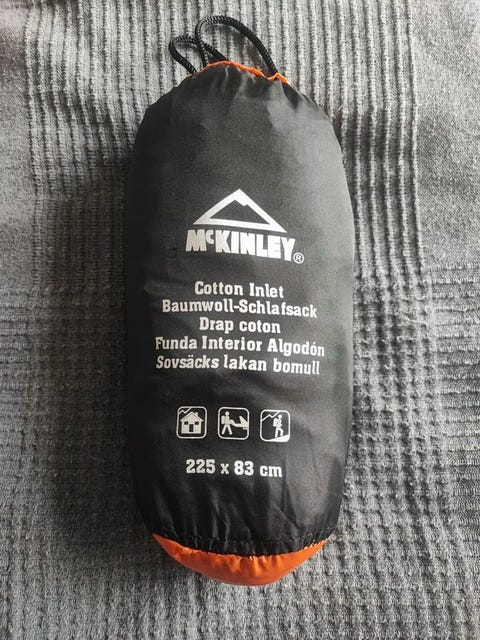 McKINLEY®
Cotton Inlet
Baumwoll-Schlafsack
Drap coton
Funda Interior Algodón
Sovsäcks lakan bomull
225 x 83 cm